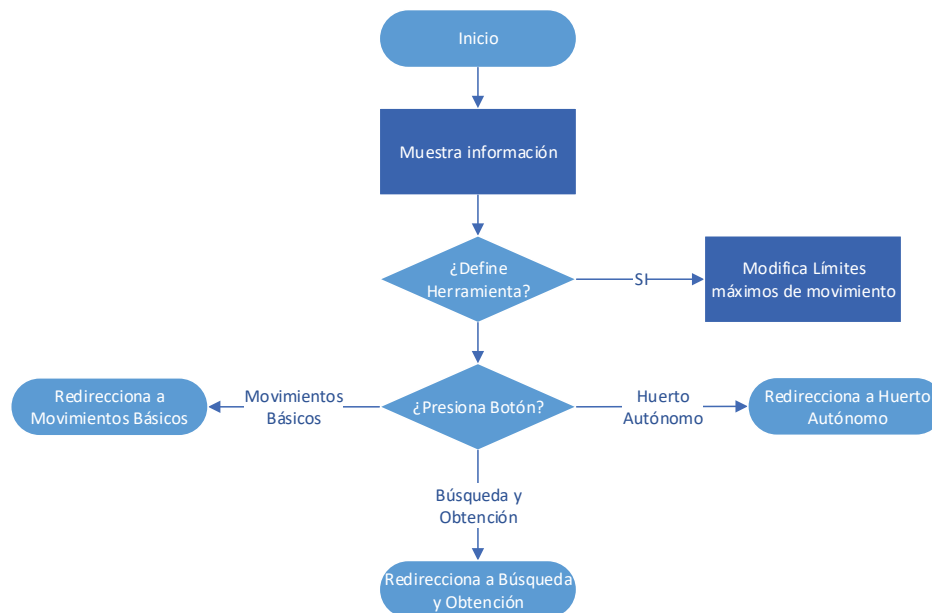 Inicio
Muestra información
¿Define
Herramienta?
SI
Modifica Límites
máximos de movimiento
Redirecciona a
Movimientos Básicos
Movimientos
Básicos
¿Presiona Botón?
Huerto
Autónomo
Redirecciona a Huerto
Autónomo
Búsqueda y
Obtención
Redirecciona a Búsqueda
y Obtención